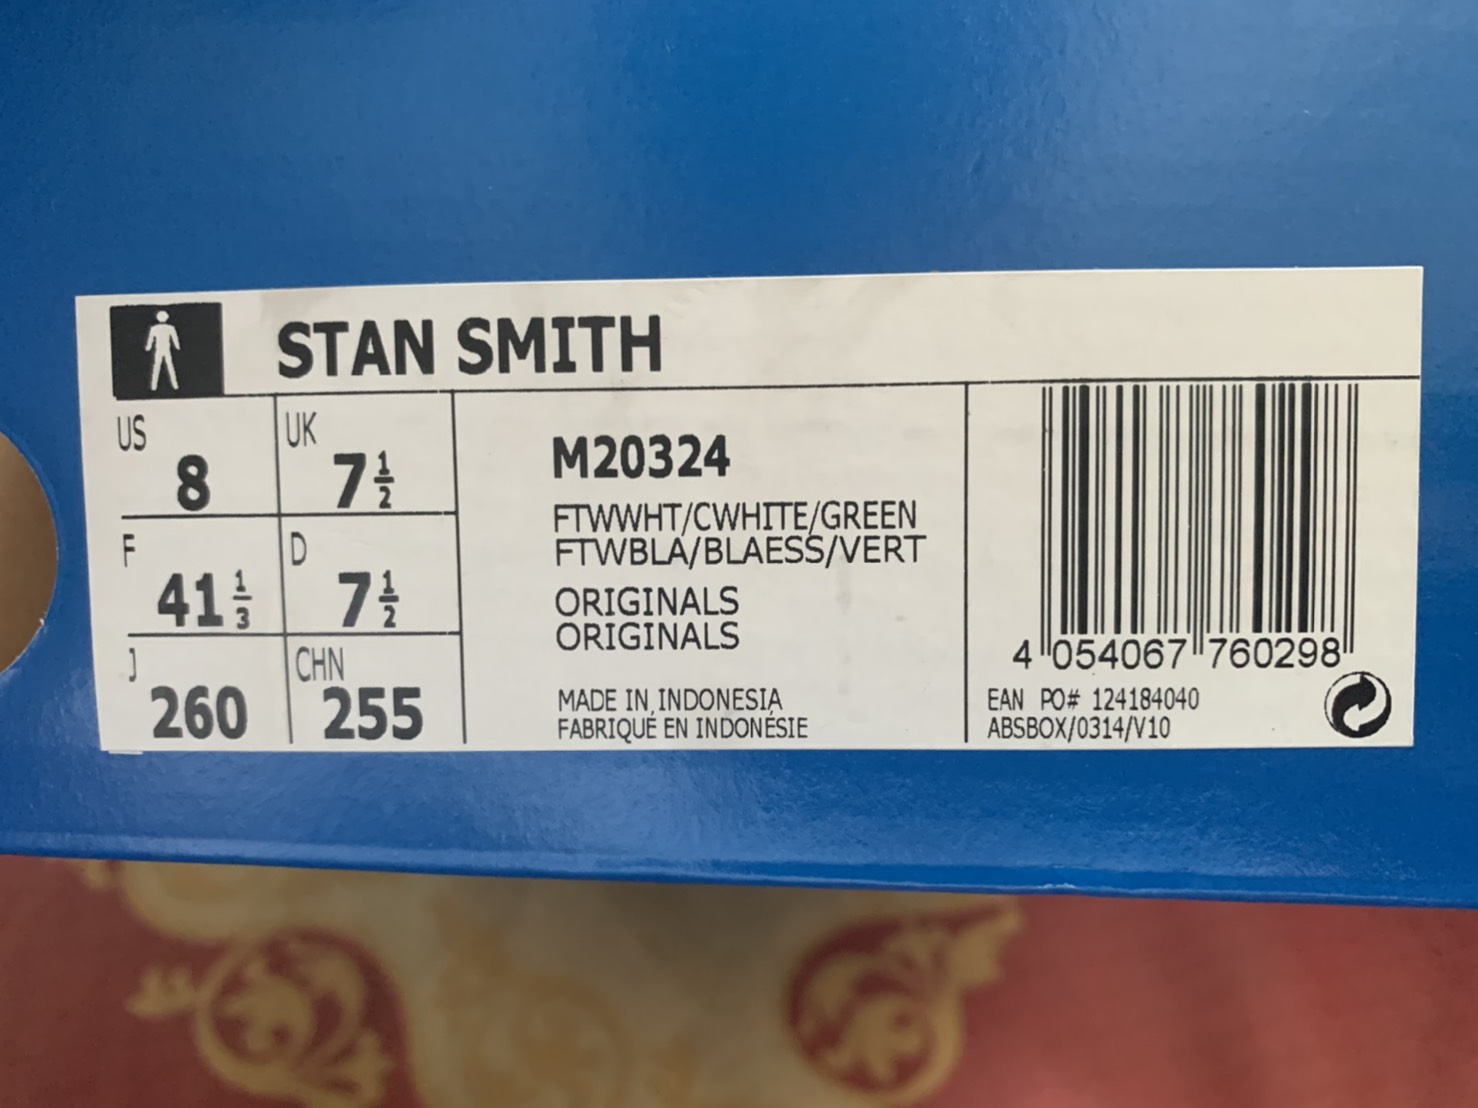 STAN SMITH
US 8
UK 7½
F 41⅓
D 7½
J 260
CHN 255
M20324
FTWWHT/CWHITE/GREEN
FTWBLA/BLAESS/VERT
ORIGINALS
ORIGINALS
MADE IN INDONESIA
FABRIQUÉ EN INDONÉSIE
4 054067 760298
EAN PO# 124184040
ABSBOX/0314/V10